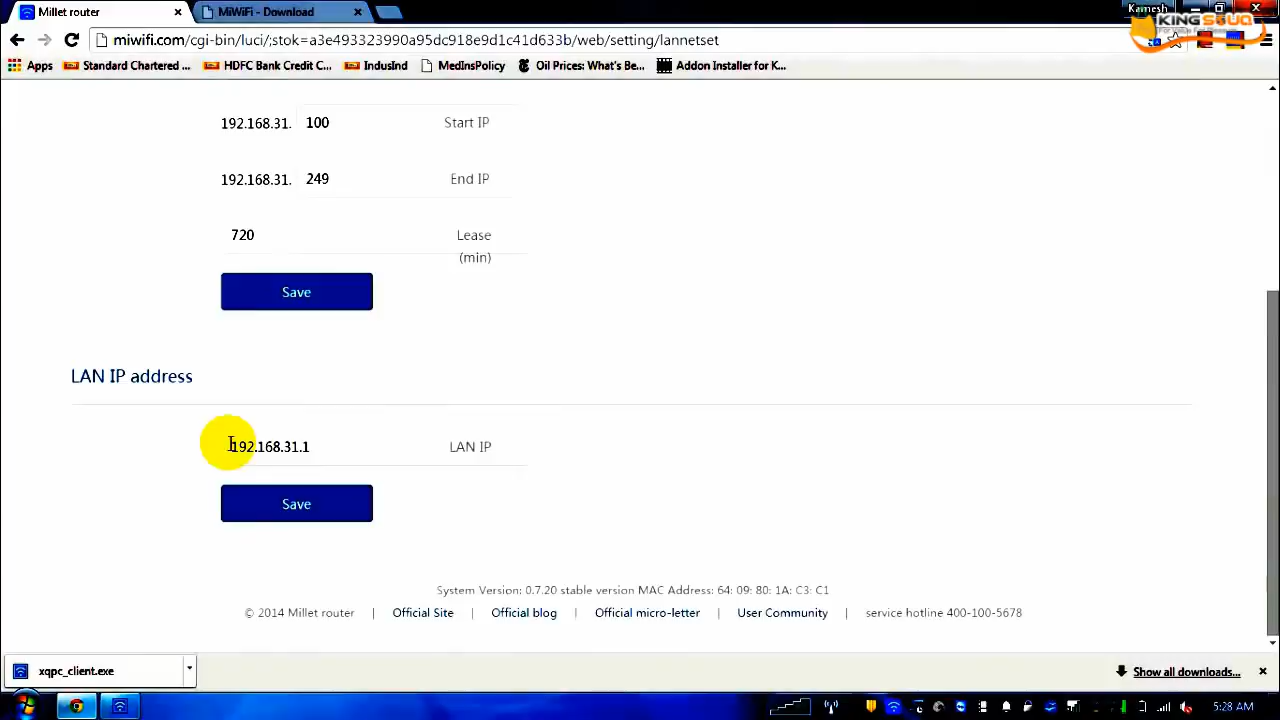 Millet router
MiWiFi - Download
Kamesh
KINGSTUQ
miwifi.com/cgi-bin/luci/;stok=a3e493323990a95dc918e9d15f1d633b/web/setting/lannetset
Apps
Standard Chartered ...
HDFC Bank Credit C...
IndusInd
MedInsPolicy
Oil Prices: What's Be...
Addon Installer for K...
192.168.31. 100 Start IP
192.168.31. 249 End IP
720 Lease
(min)
Save
LAN IP address
192.168.31.1 LAN IP
Save
System Version: 0.7.20 stable version MAC Address: 64: 09: 80: 1A: C3: C1
© 2014 Millet router | Official Site | Official blog | Official micro-letter | User Community | service hotline 400-100-5678
xqpc_client.exe
Show all downloads...
5:28 AM